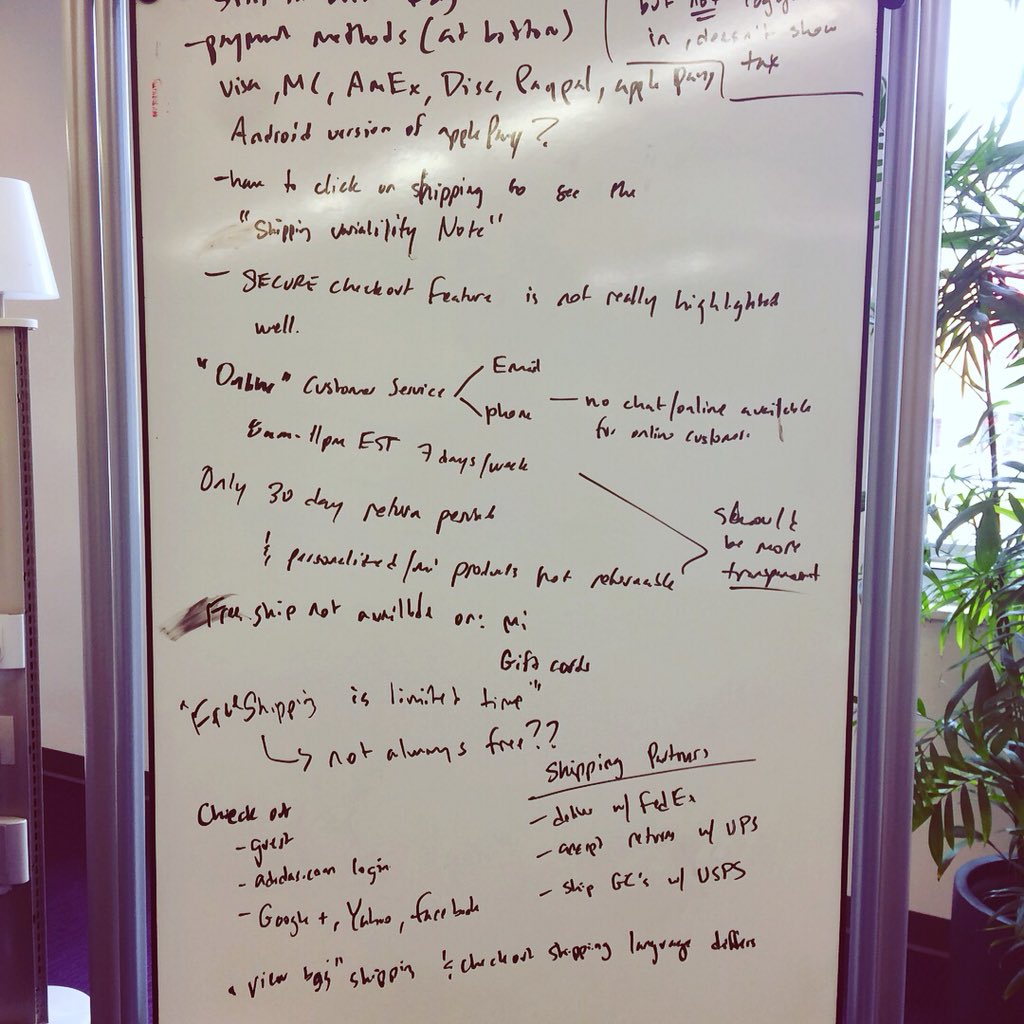 - payment methods (at bottom)
but not
in, doesn't show
tax
visa, MC, AmEx, Disc, Paypal, apple pay
Android version of apple pay?
- have to click on shipping to see the
"Shipping variability Note"
- SECURE checkout feature is not really highlighted
well.
"Online" Customer Service
Email
phone - no chat/online available
for online customer.
8am-11pm EST 7 days/week
Only 30 day return period
& personalized/mi products not returnable
should
be more
transparent
Free ship not available on: mi
Gift cards
"Free Shipping is limited time"
↳ not always free??
Shipping Partners
- deliver w/ FedEx
- accept returns w/ UPS
- ship GC's w/ USPS
Check out
- guest
- adidas.com login
- Google+, Yahoo, facebook
"view bag" shipping & checkout shipping language differs